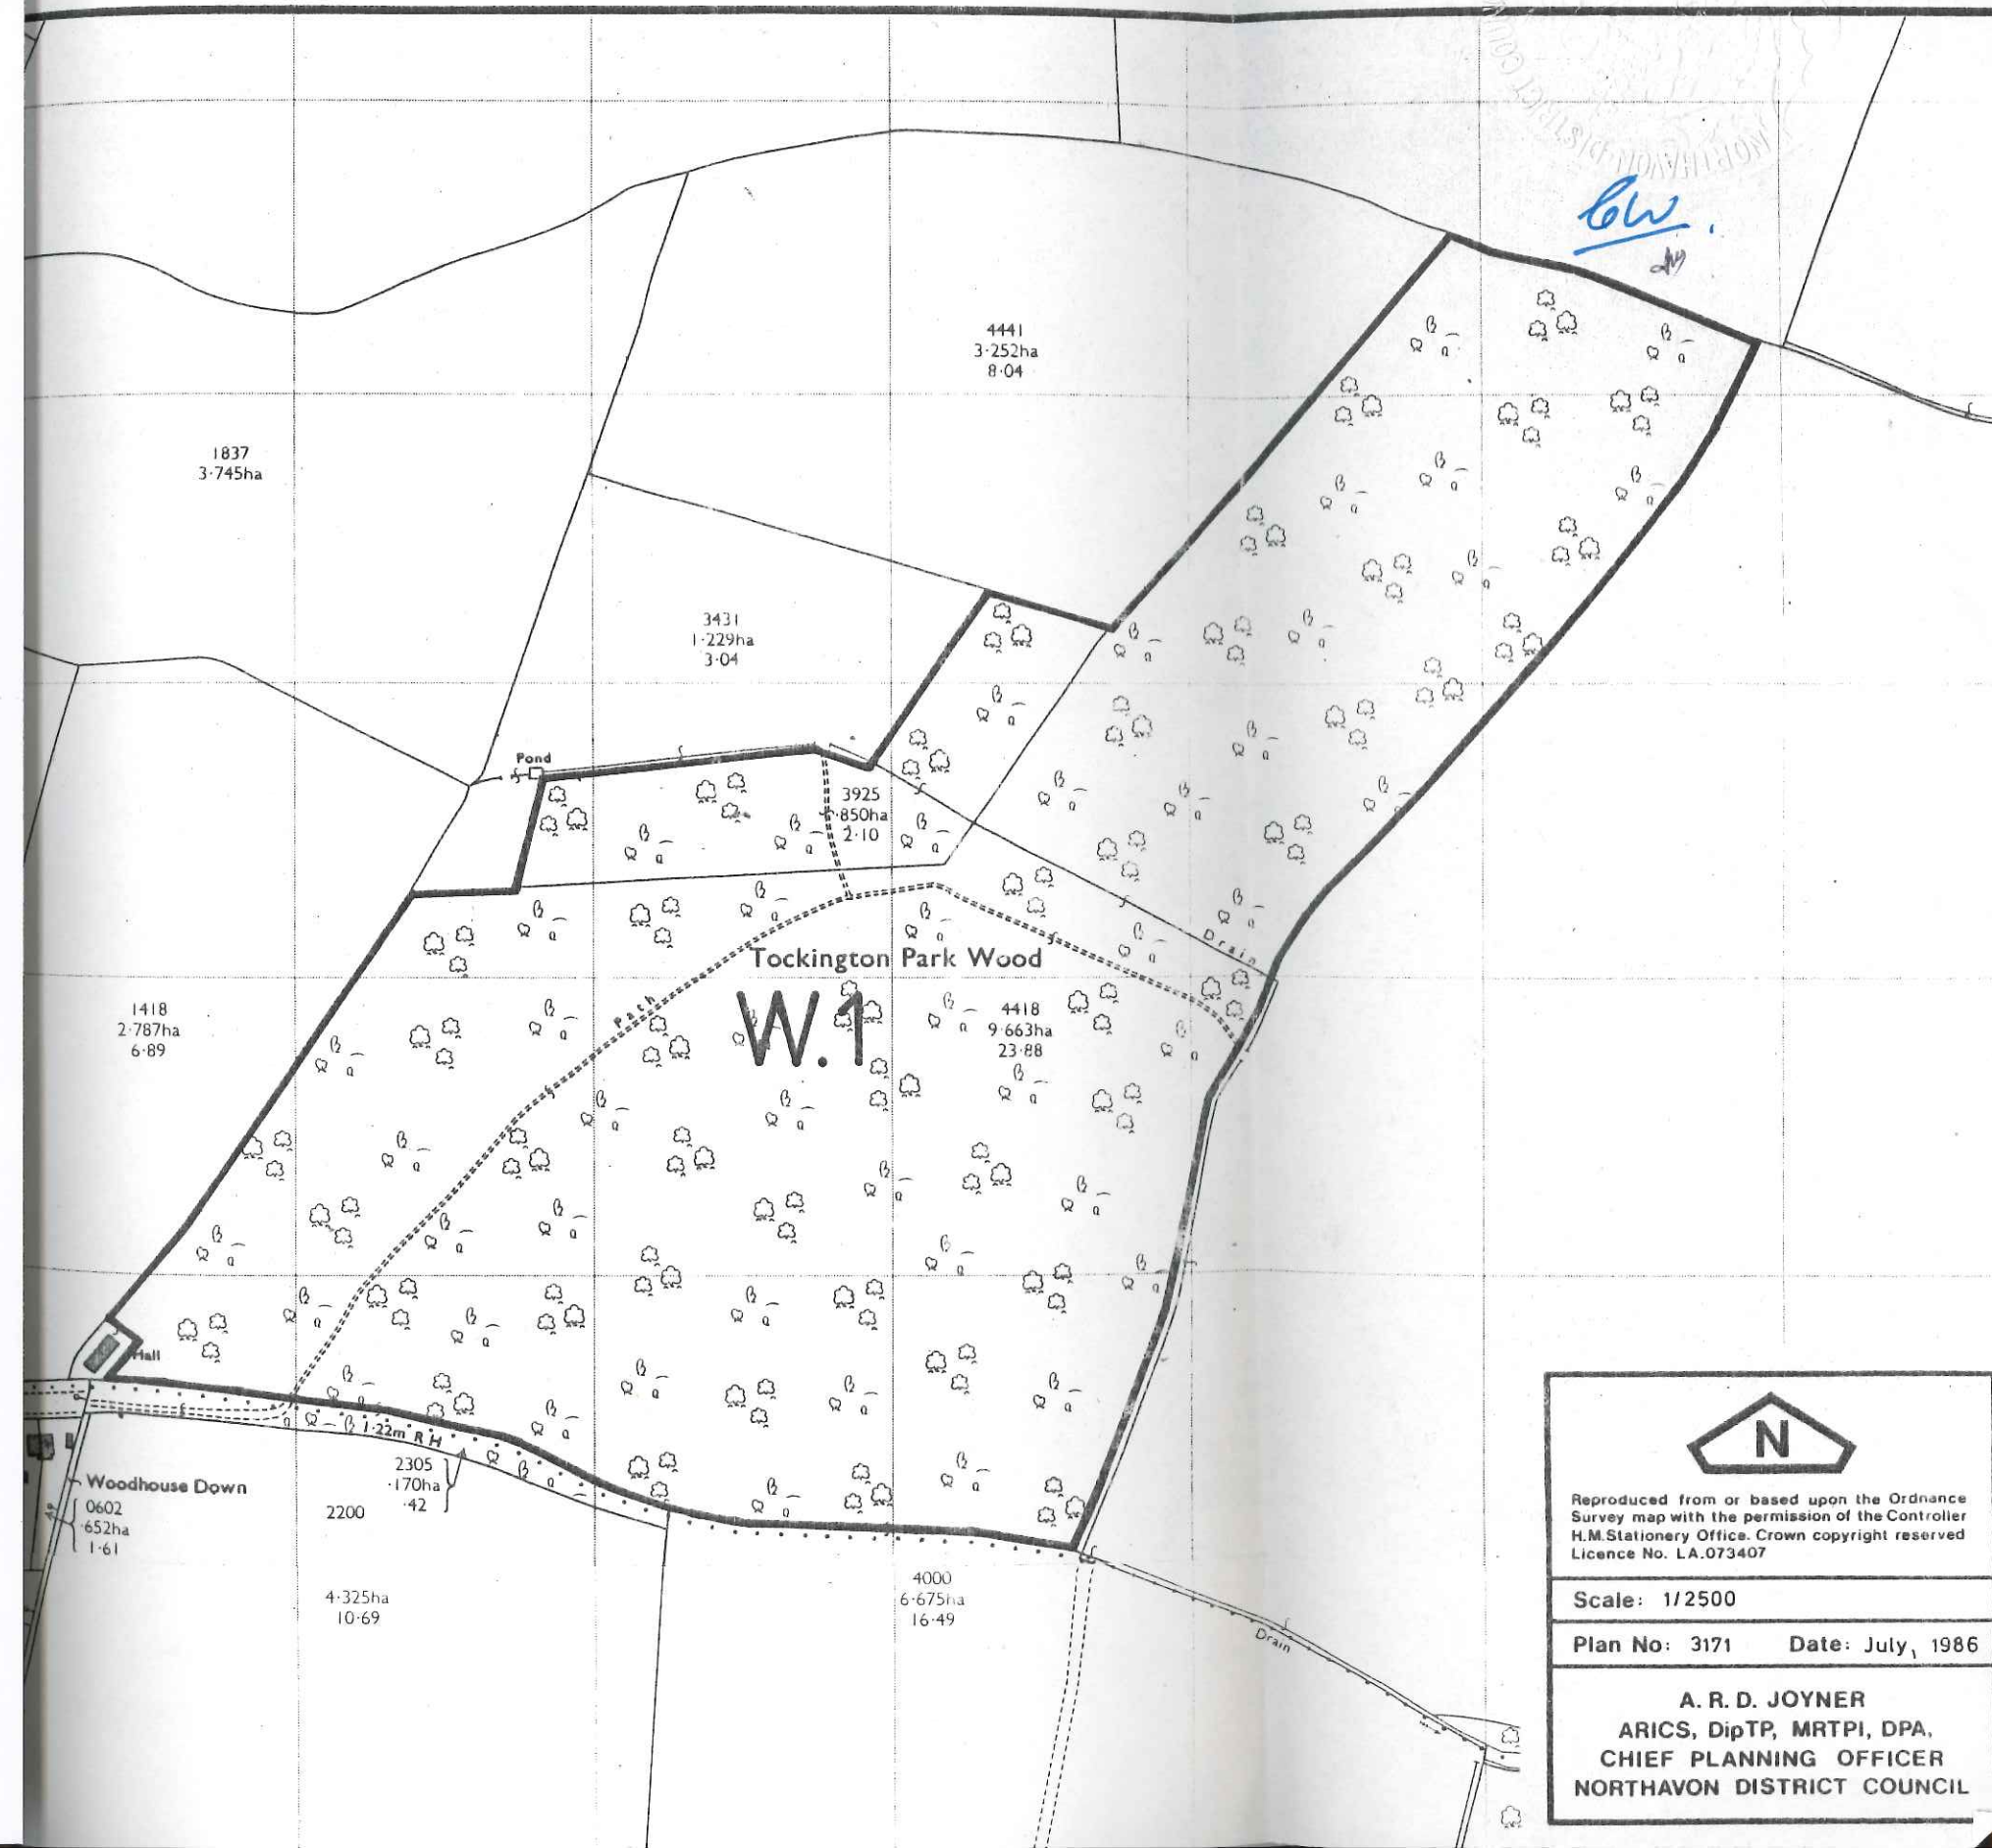 NORTHAVON DISTRICT COUNC
4441
3·252ha
8·04
1837
3·745ha
3431
1·229ha
3·04
Pond
3925
·850ha
2·10
Drain
Tockington Park Wood
W.1
Path
1418
2·787ha
6·89
4418
9·663ha
23·88
Hall
1·22m RH
Woodhouse Down
0602
·652ha
1·61
2305
·170ha
·42
2200
4·325ha
10·69
4000
6·675ha
16·49
Drain
N
Reproduced from or based upon the Ordnance
Survey map with the permission of the Controller
H.M.Stationery Office. Crown copyright reserved
Licence No. LA.073407
Scale: 1/2500
Plan No: 3171 Date: July, 1986
A. R. D. JOYNER
ARICS, DipTP, MRTPI, DPA,
CHIEF PLANNING OFFICER
NORTHAVON DISTRICT COUNCIL